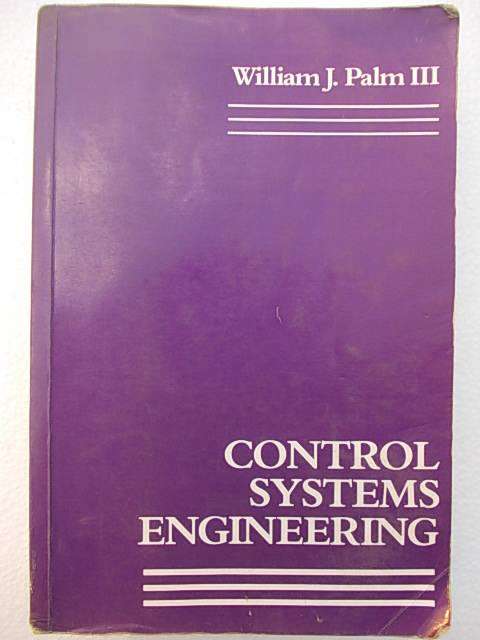 William J. Palm III
CONTROL
SYSTEMS
ENGINEERING